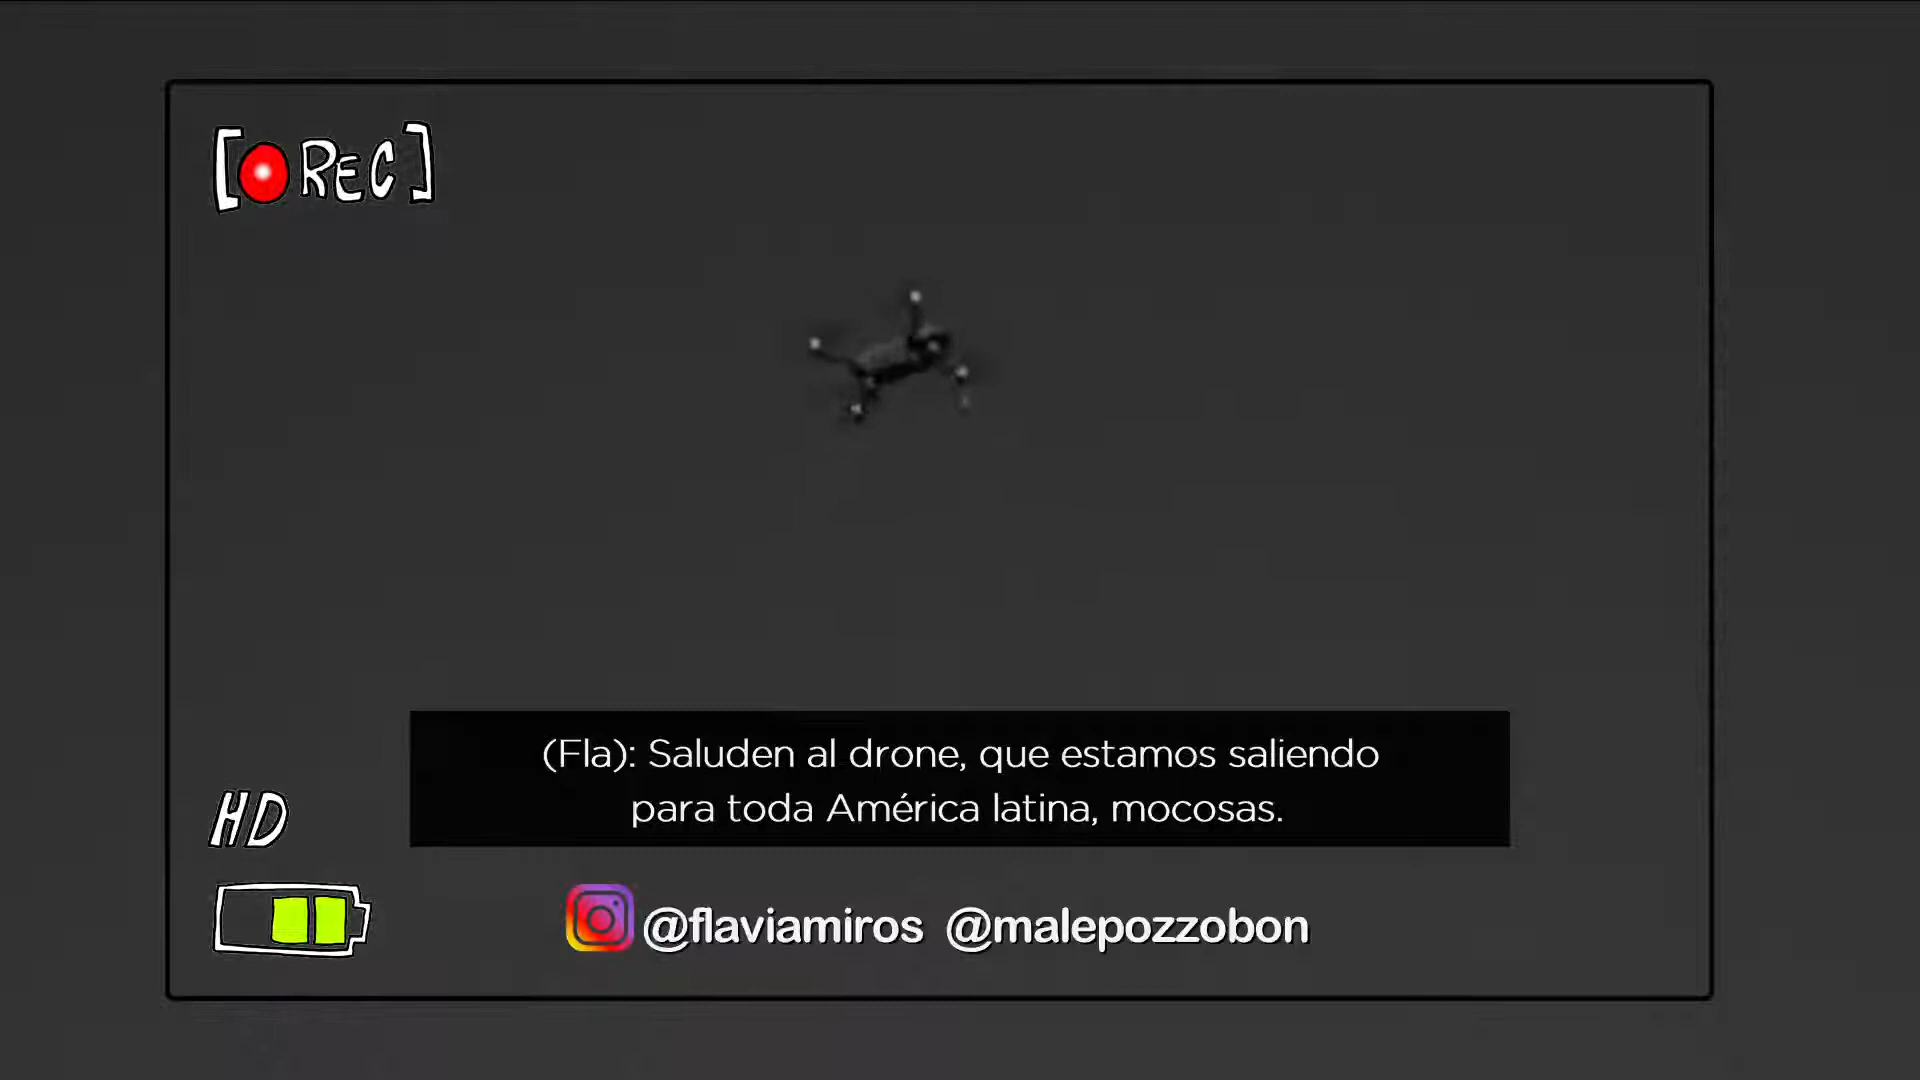 [REC]
(Fla): Saluden al drone, que estamos saliendo
para toda América latina, mocosas.
HD
@flaviamiros @malepozzobon